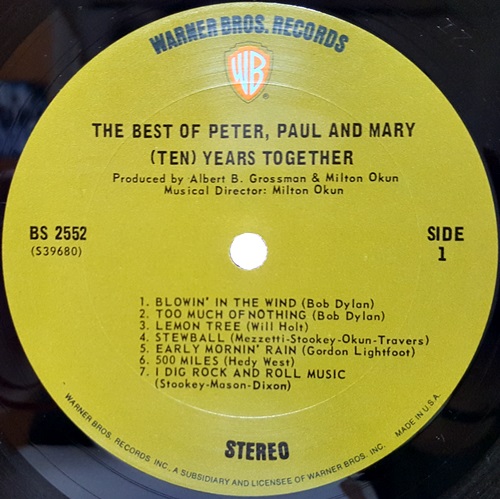 WARNER BROS. RECORDS
WB
®
THE BEST OF PETER, PAUL AND MARY
(TEN) YEARS TOGETHER
Produced by Albert B. Grossman & Milton Okun
Musical Director: Milton Okun
BS 2552
(S39680)
SIDE
1
1. BLOWIN' IN THE WIND (Bob Dylan)
2. TOO MUCH OF NOTHING (Bob Dylan)
3. LEMON TREE (Will Holt)
4. STEWBALL (Mezzetti-Stookey-Okun-Travers)
5. EARLY MORNIN' RAIN (Gordon Lightfoot)
6. 500 MILES (Hedy West)
7. I DIG ROCK AND ROLL MUSIC
(Stookey-Mason-Dixon)
STEREO
WARNER BROS. RECORDS INC., A SUBSIDIARY AND LICENSEE OF WARNER BROS. INC. MADE IN U.S.A.